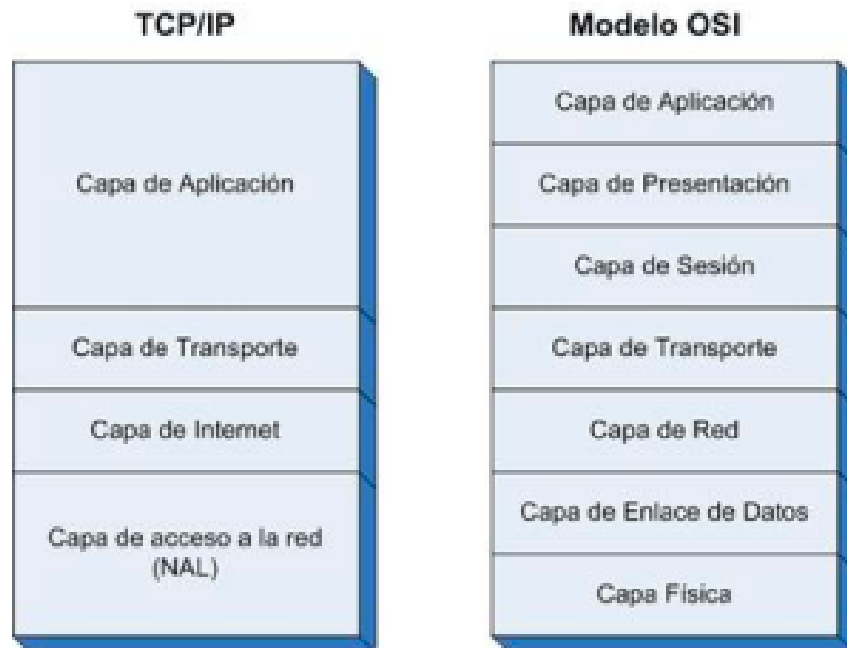 TCP/IP
Capa de Aplicación
Capa de Transporte
Capa de Internet
Capa de acceso a la red
(NAL)
Modelo OSI
Capa de Aplicación
Capa de Presentación
Capa de Sesión
Capa de Transporte
Capa de Red
Capa de Enlace de Datos
Capa Física